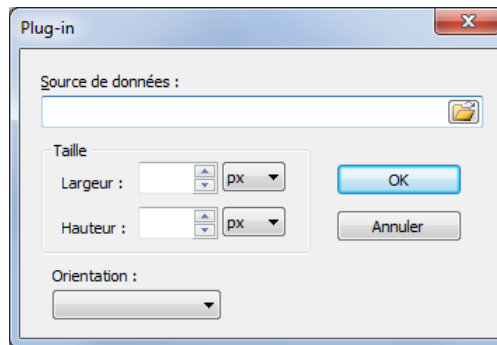 Plug-in
Source de données :
Taille
Largeur :
px
OK
Hauteur :
px
Annuler
Orientation :